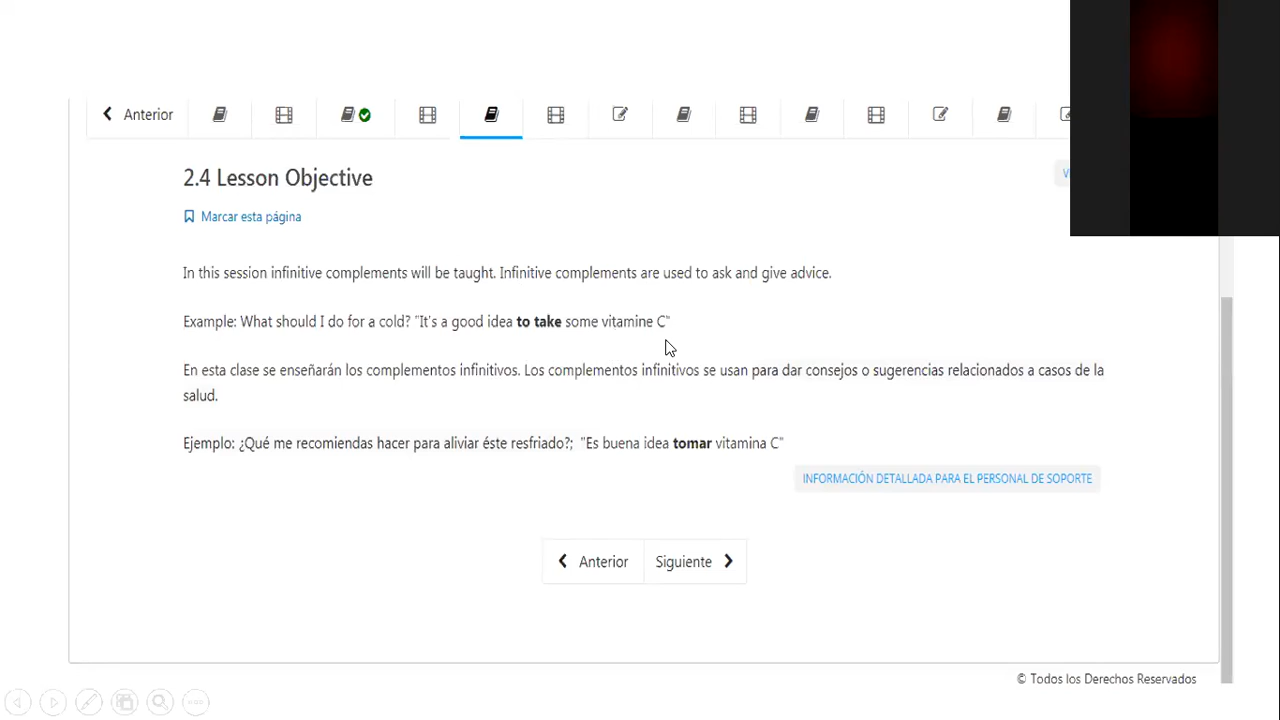 Anterior
2.4 Lesson Objective
Marcar esta página
In this session infinitive complements will be taught. Infinitive complements are used to ask and give advice.
Example: What should I do for a cold? "It's a good idea to take some vitamine C"
En esta clase se enseñarán los complementos infinitivos. Los complementos infinitivos se usan para dar consejos o sugerencias relacionados a casos de la
salud.
Ejemplo: ¿Qué me recomiendas hacer para aliviar éste resfriado?; "Es buena idea tomar vitamina C"
INFORMACIÓN DETALLADA PARA EL PERSONAL DE SOPORTE
Anterior Siguiente
© Todos los Derechos Reservados